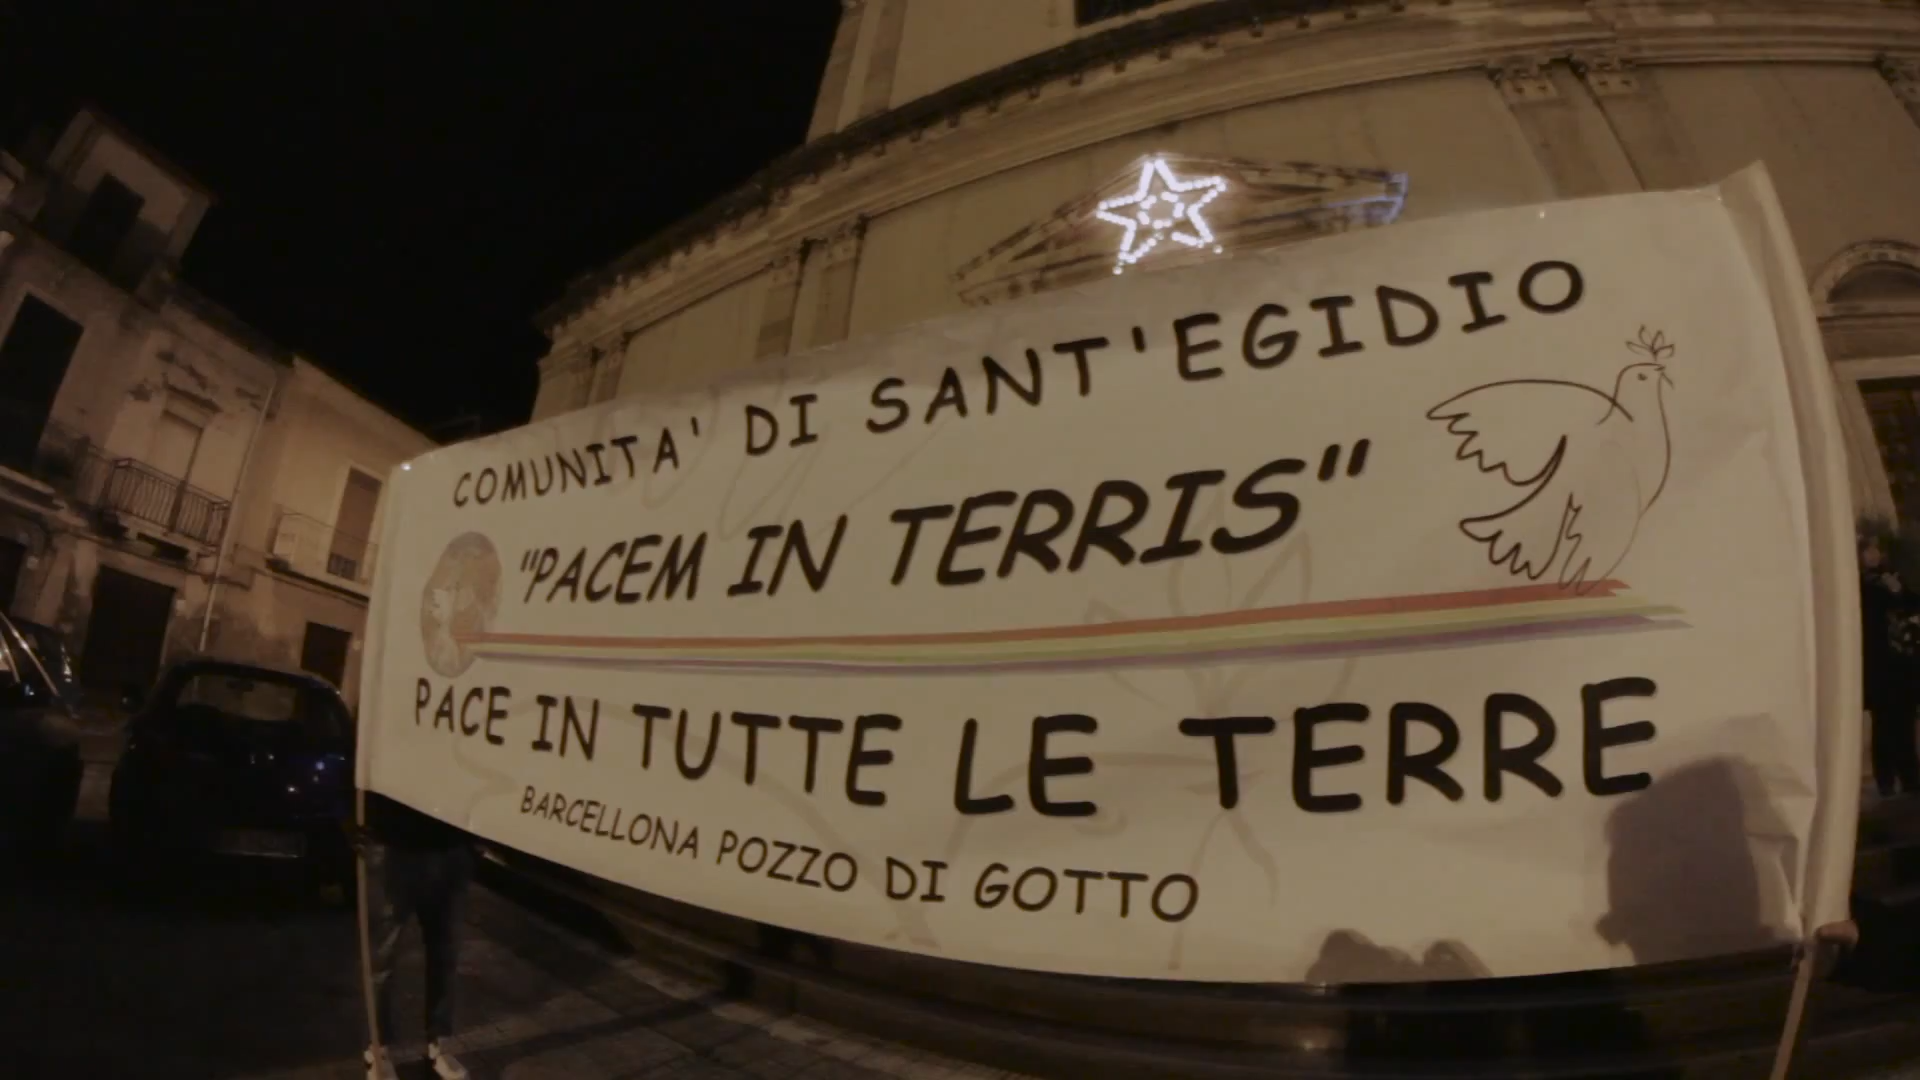 COMUNITA' DI SANT'EGIDIO
"PACEM IN TERRIS"
PACE IN TUTTE LE TERRE
BARCELLONA POZZO DI GOTTO